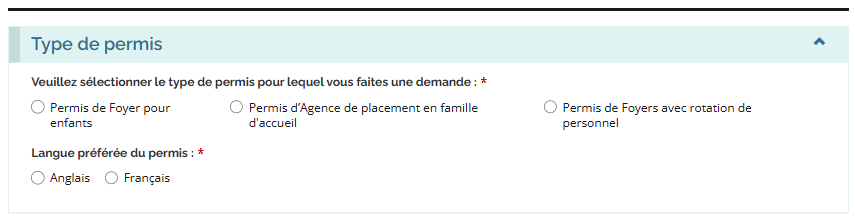 Type de permis
Veuillez sélectionner le type de permis pour lequel vous faites une demande : *
Permis de Foyer pour enfants
Permis d’Agence de placement en famille d'accueil
Permis de Foyers avec rotation de personnel
Langue préférée du permis : *
Anglais Français